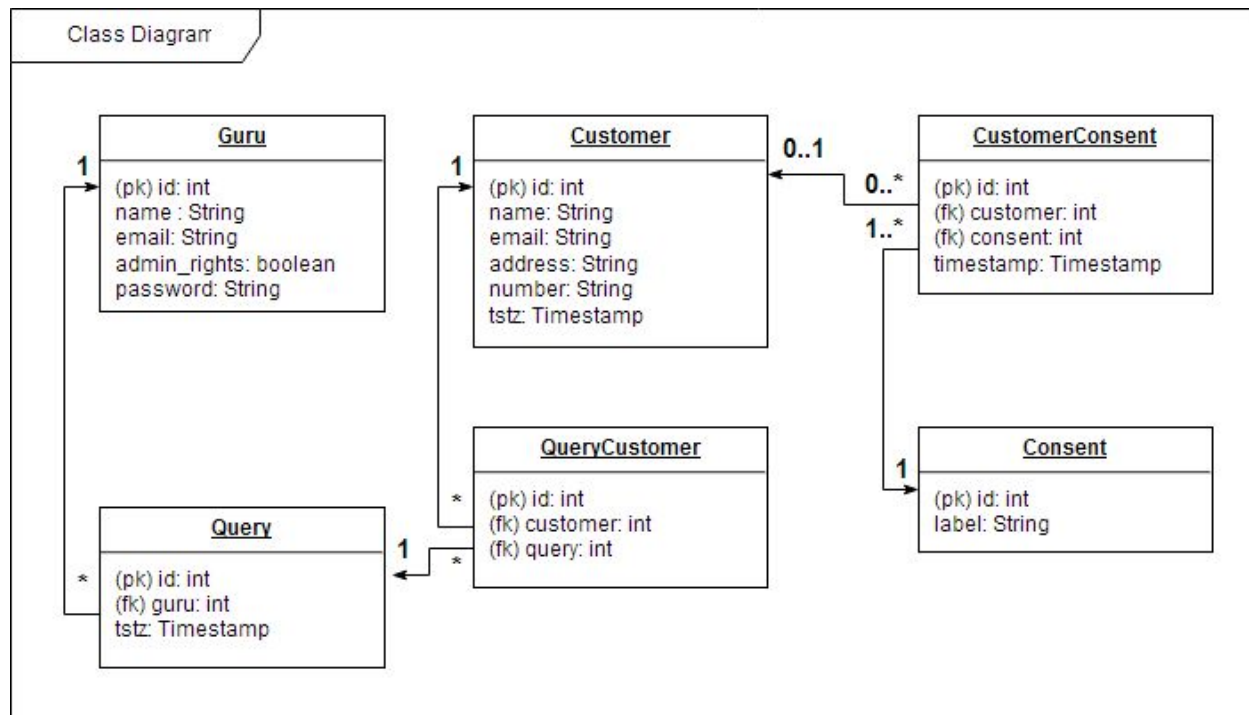 Class Diagram
Guru
1
(pk) id: int
name : String
email: String
admin_rights: boolean
password: String
Customer
1
(pk) id: int
name: String
email: String
address: String
number: String
tstz: Timestamp
0..1
CustomerConsent
0..*
1..*
(pk) id: int
(fk) customer: int
(fk) consent: int
timestamp: Timestamp
Query
*
(pk) id: int
(fk) guru: int
tstz: Timestamp
1
QueryCustomer
*
*
(pk) id: int
(fk) customer: int
(fk) query: int
Consent
1
(pk) id: int
label: String